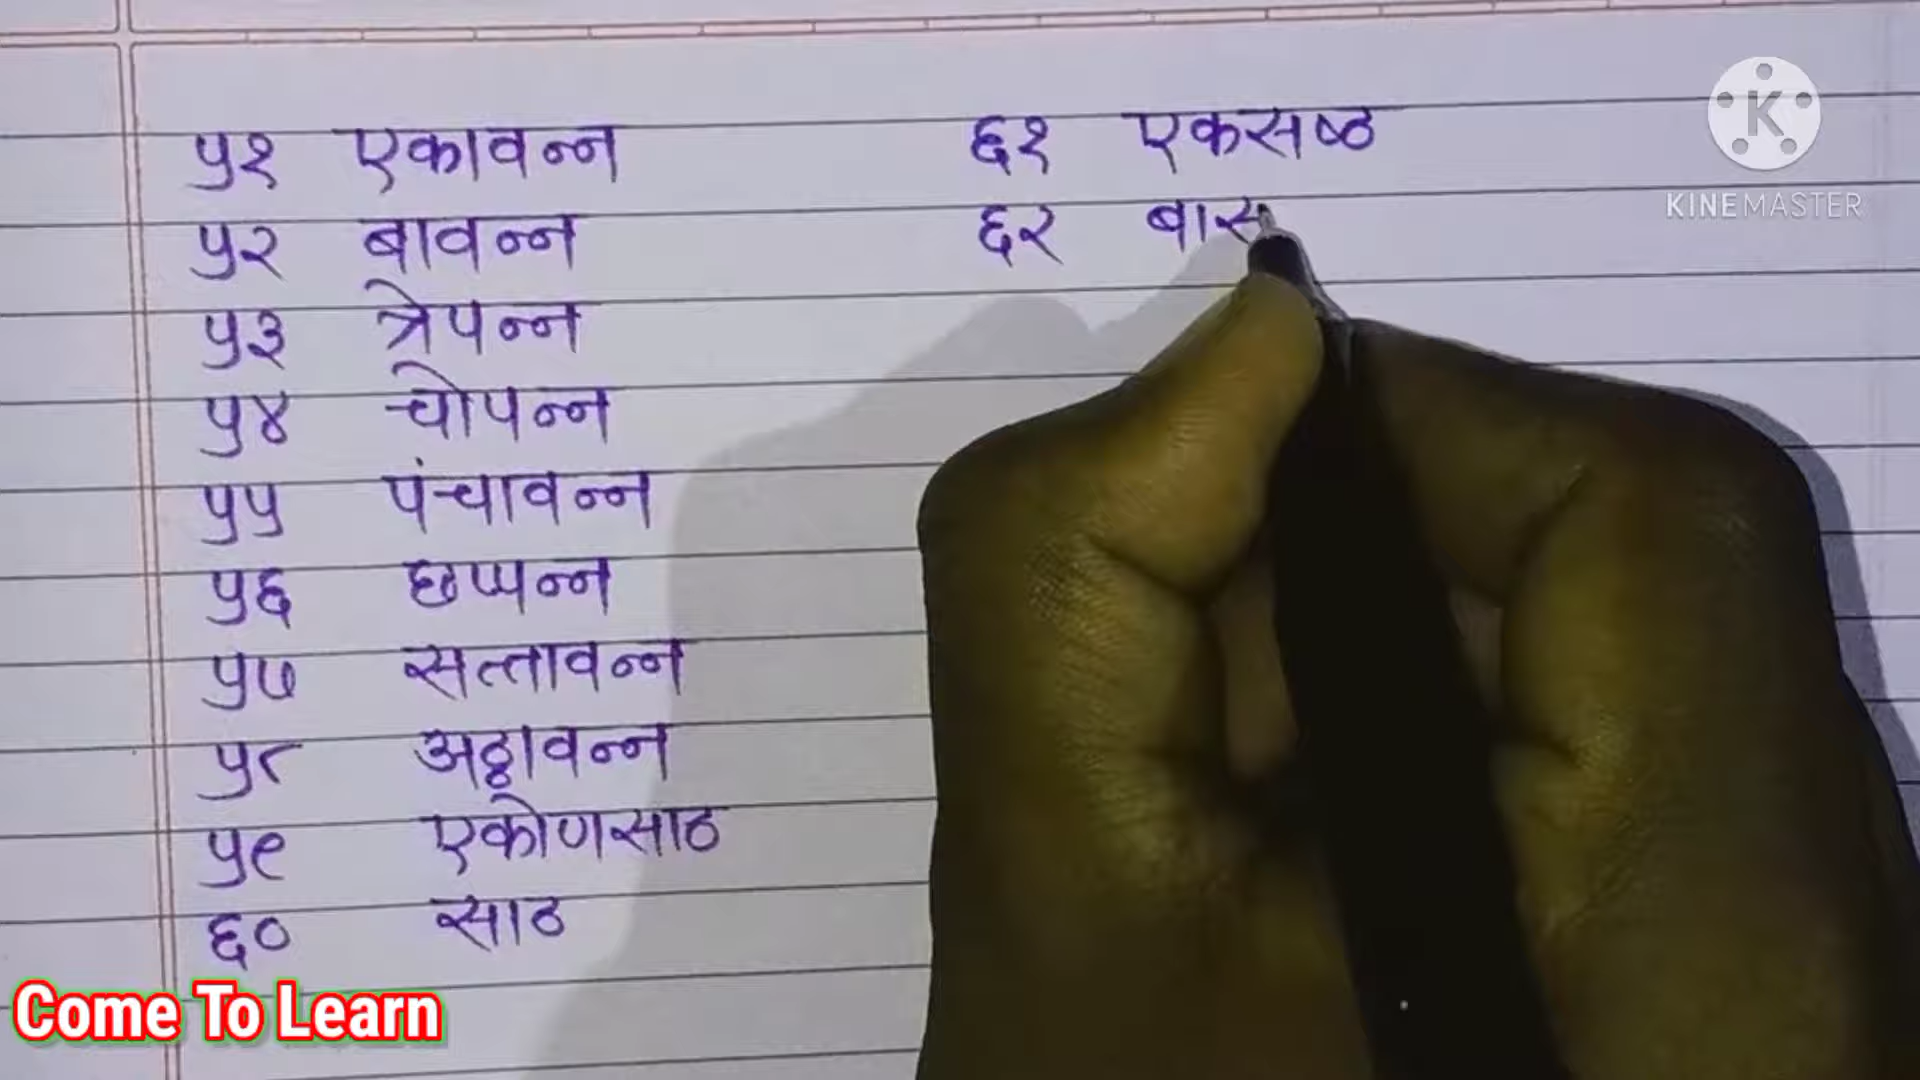 ५१ एकावन्न
५२ बावन्न
५३ त्रेपन्न
५४ चोपन्न
५५ पंचावन्न
५६ छप्पन्न
५७ सत्तावन्न
५८ अठ्ठावन्न
५९ एकोणसाठ
६० साठ
६१ एकसष्ठ
६२ बास
KINEMASTER
Come To Learn